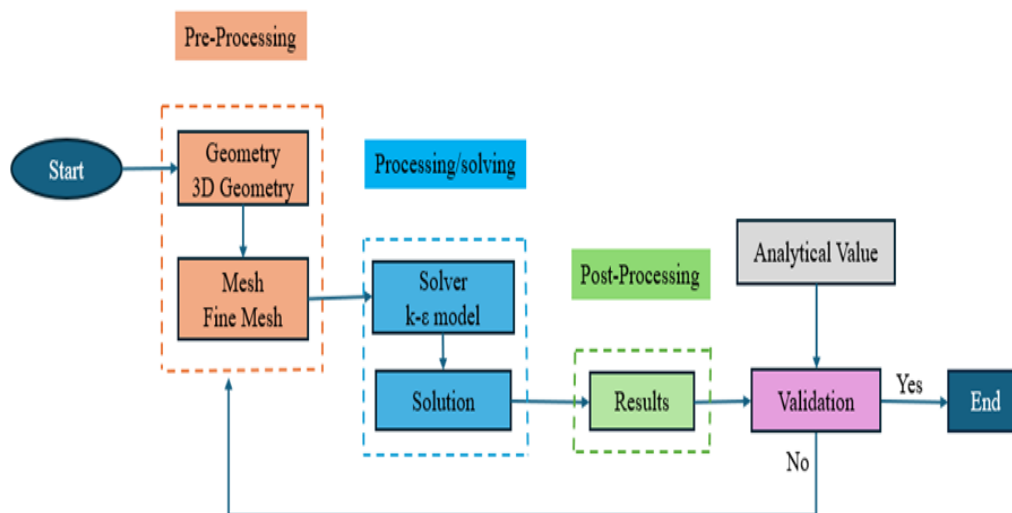 Pre-Processing
Start
Geometry
3D Geometry
Mesh
Fine Mesh
Processing/solving
Solver
k-ε model
Solution
Post-Processing
Results
Analytical Value
Validation
Yes
No
End